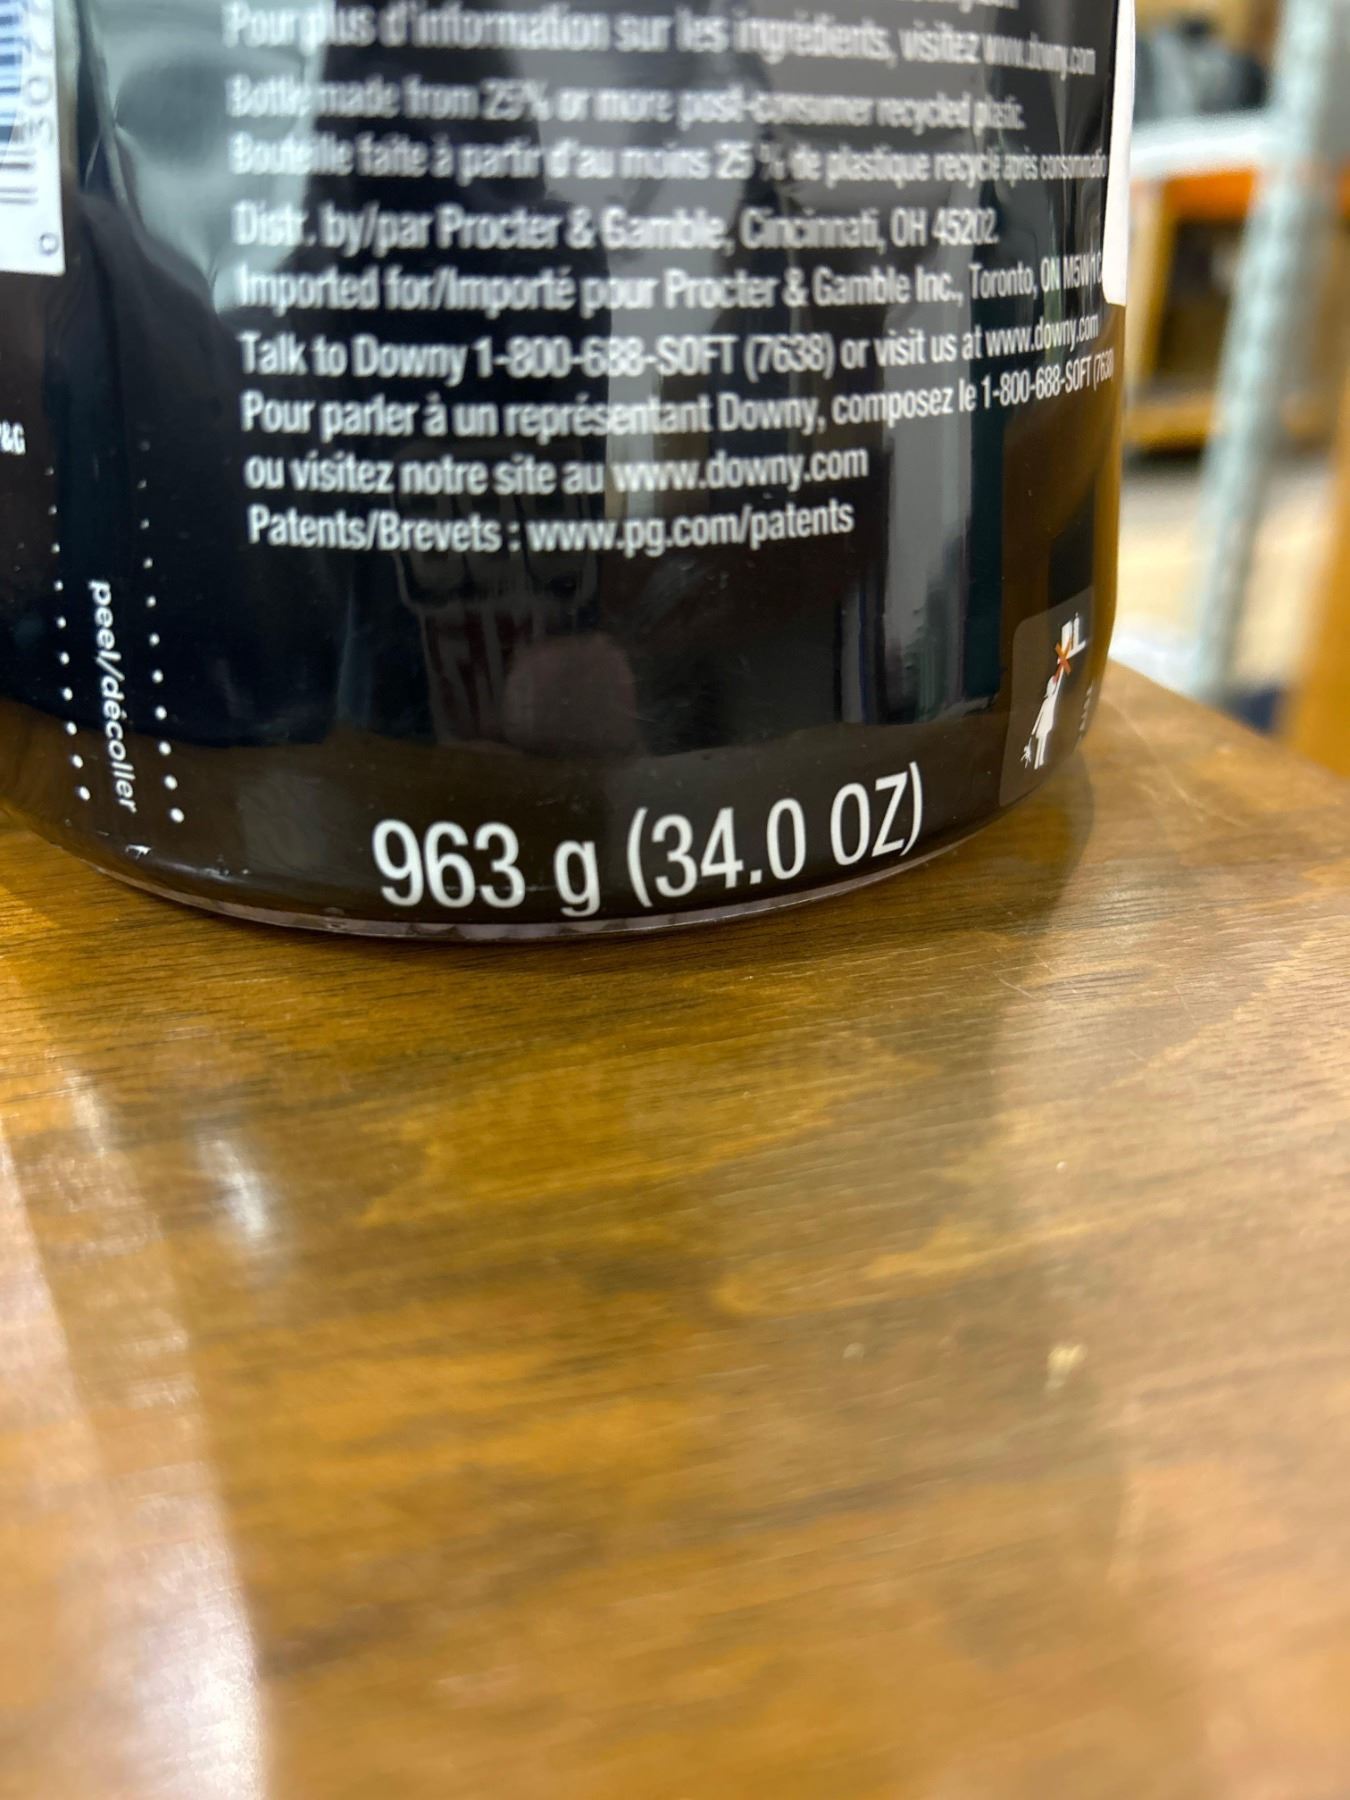 Pour plus d'information sur les ingrédients, visitez www.downy.com
Bottle made from 25% or more post-consumer recycled plastic
Bouteille faite à partir d'au moins 25 % de plastique recyclé après consommatio
Distr. by/par Procter & Gamble, Cincinnati, OH 45202.
Imported for/Importé pour Procter & Gamble Inc., Toronto, ON M5W 1C
Talk to Downy 1-800-688-SOFT (7638) or visit us at www.downy.com
Pour parler à un représentant Downy, composez le 1-800-688-SOFT (7638)
ou visitez notre site au www.downy.com
Patents/Brevets : www.pg.com/patents
P&G
peel/décoller
963 g (34.0 OZ)